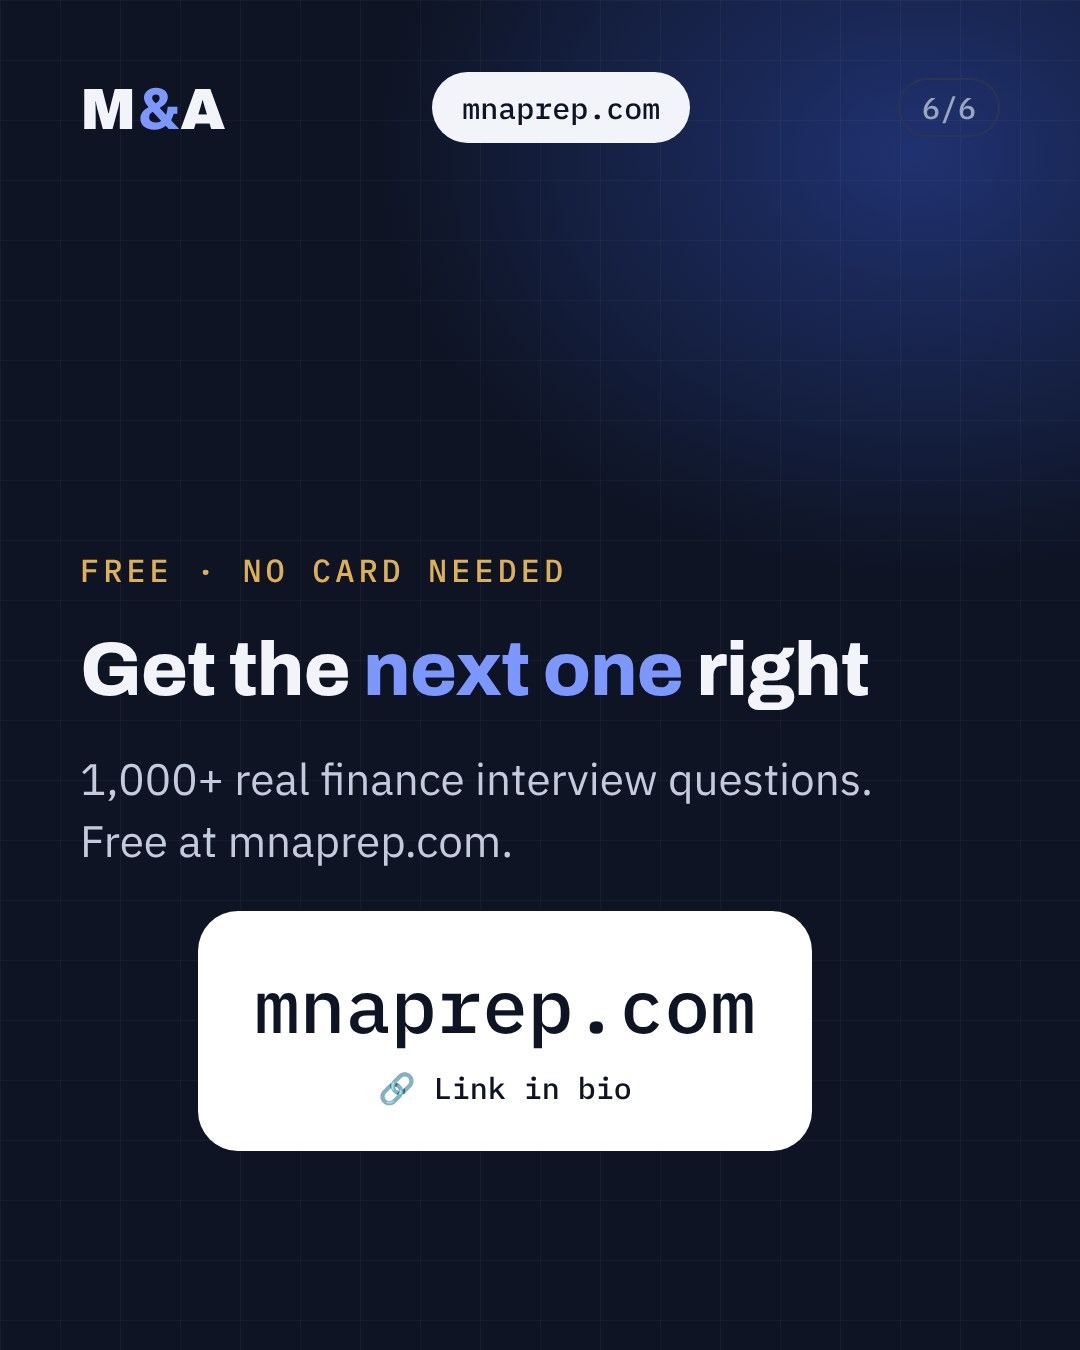 M&A
mnaprep.com
6/6
FREE · NO CARD NEEDED
Get the next one right
1,000+ real finance interview questions.
Free at mnaprep.com.
mnaprep.com
🔗 Link in bio